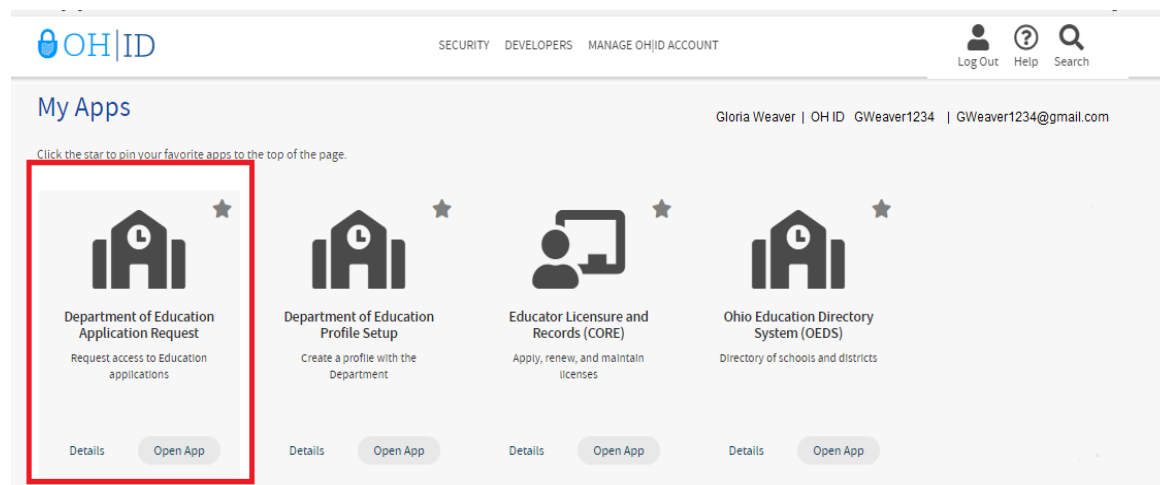 OH|ID
SECURITY DEVELOPERS MANAGE OH|ID ACCOUNT
Log Out Help Search
My Apps
Gloria Weaver | OH ID GWeaver1234 | GWeaver1234@gmail.com
Click the star to pin your favorite apps to the top of the page.
Department of Education
Application Request
Request access to Education
applications
Details Open App
Department of Education
Profile Setup
Create a profile with the
Department
Details Open App
Educator Licensure and
Records (CORE)
Apply, renew, and maintain
licenses
Details Open App
Ohio Education Directory
System (OEDS)
Directory of schools and districts
Details Open App